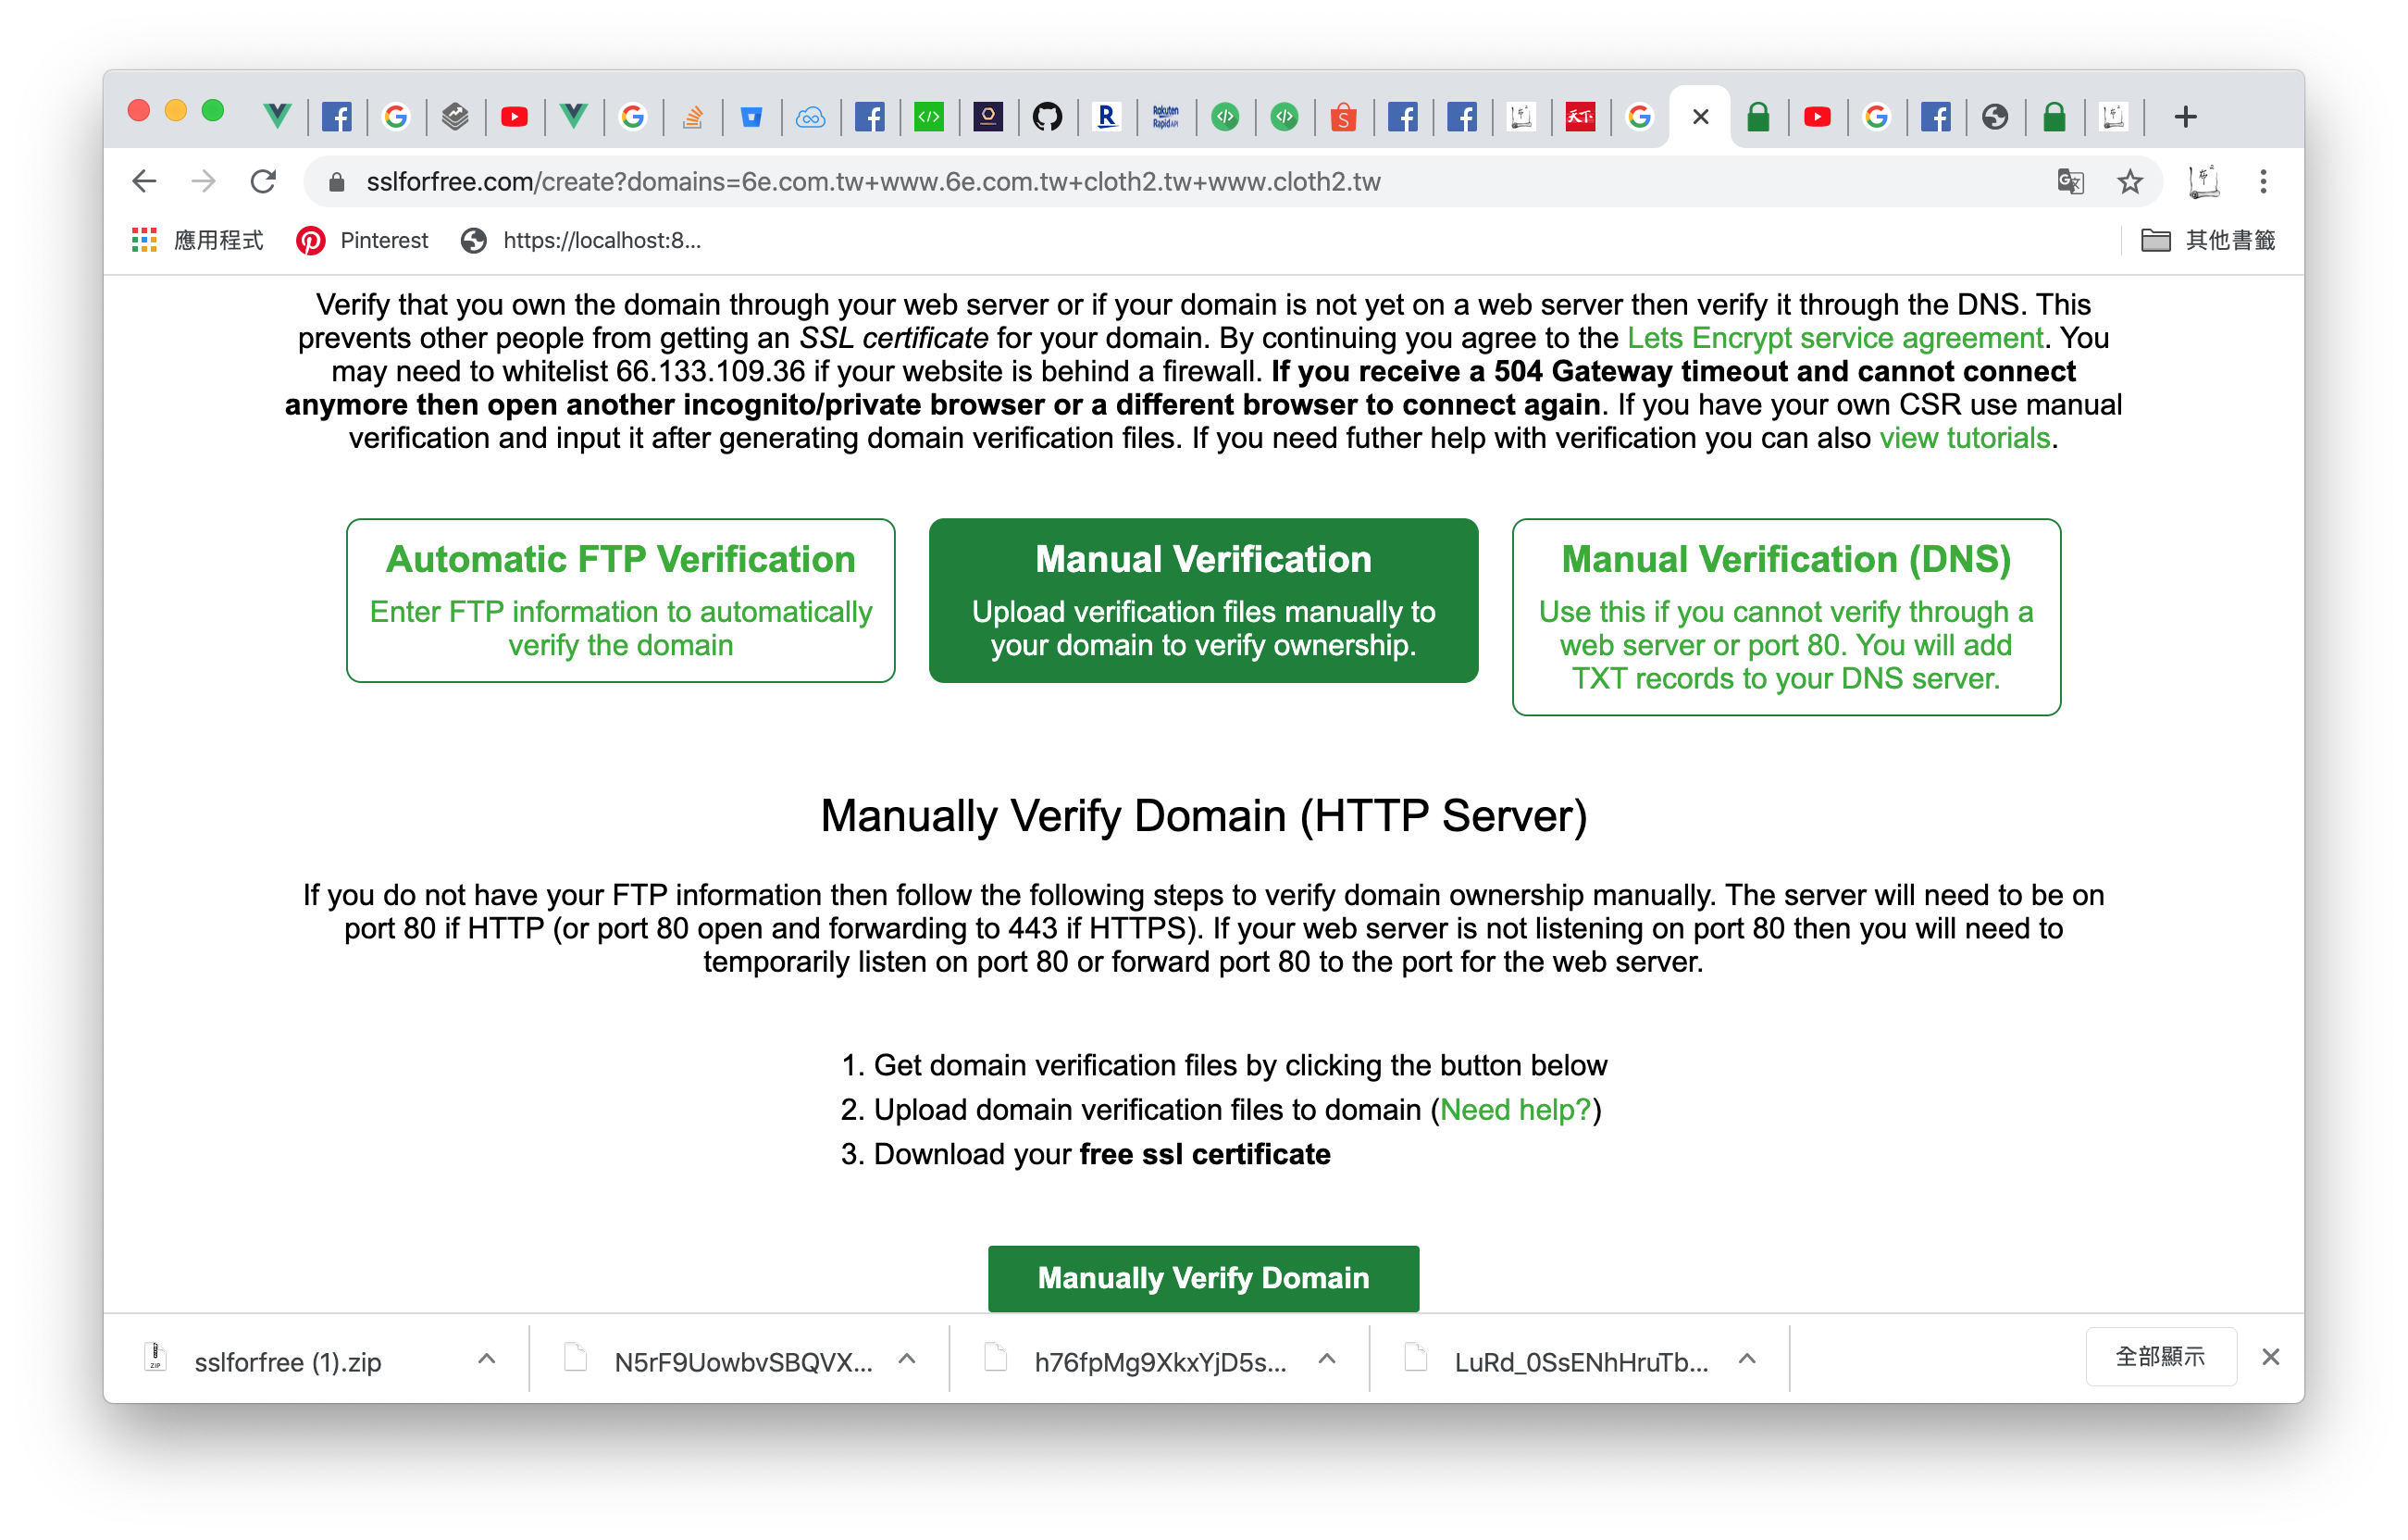 sslforfree.com/create?domains=6e.com.tw+www.6e.com.tw+cloth2.tw+www.cloth2.tw
應用程式 Pinterest https://localhost:8... 其他書籤
Verify that you own the domain through your web server or if your domain is not yet on a web server then verify it through the DNS. This
prevents other people from getting an SSL certificate for your domain. By continuing you agree to the Lets Encrypt service agreement. You
may need to whitelist 66.133.109.36 if your website is behind a firewall. If you receive a 504 Gateway timeout and cannot connect
anymore then open another incognito/private browser or a different browser to connect again. If you have your own CSR use manual
verification and input it after generating domain verification files. If you need futher help with verification you can also view tutorials.
Automatic FTP Verification
Enter FTP information to automatically
verify the domain
Manual Verification
Upload verification files manually to
your domain to verify ownership.
Manual Verification (DNS)
Use this if you cannot verify through a
web server or port 80. You will add
TXT records to your DNS server.
Manually Verify Domain (HTTP Server)
If you do not have your FTP information then follow the following steps to verify domain ownership manually. The server will need to be on
port 80 if HTTP (or port 80 open and forwarding to 443 if HTTPS). If your web server is not listening on port 80 then you will need to
temporarily listen on port 80 or forward port 80 to the port for the web server.
1. Get domain verification files by clicking the button below
2. Upload domain verification files to domain (Need help?)
3. Download your free ssl certificate
Manually Verify Domain
sslforfree (1).zip N5rF9UowbvSBQVX... h76fpMg9XkxYjD5s... LuRd_0SsENhHruTb... 全部顯示